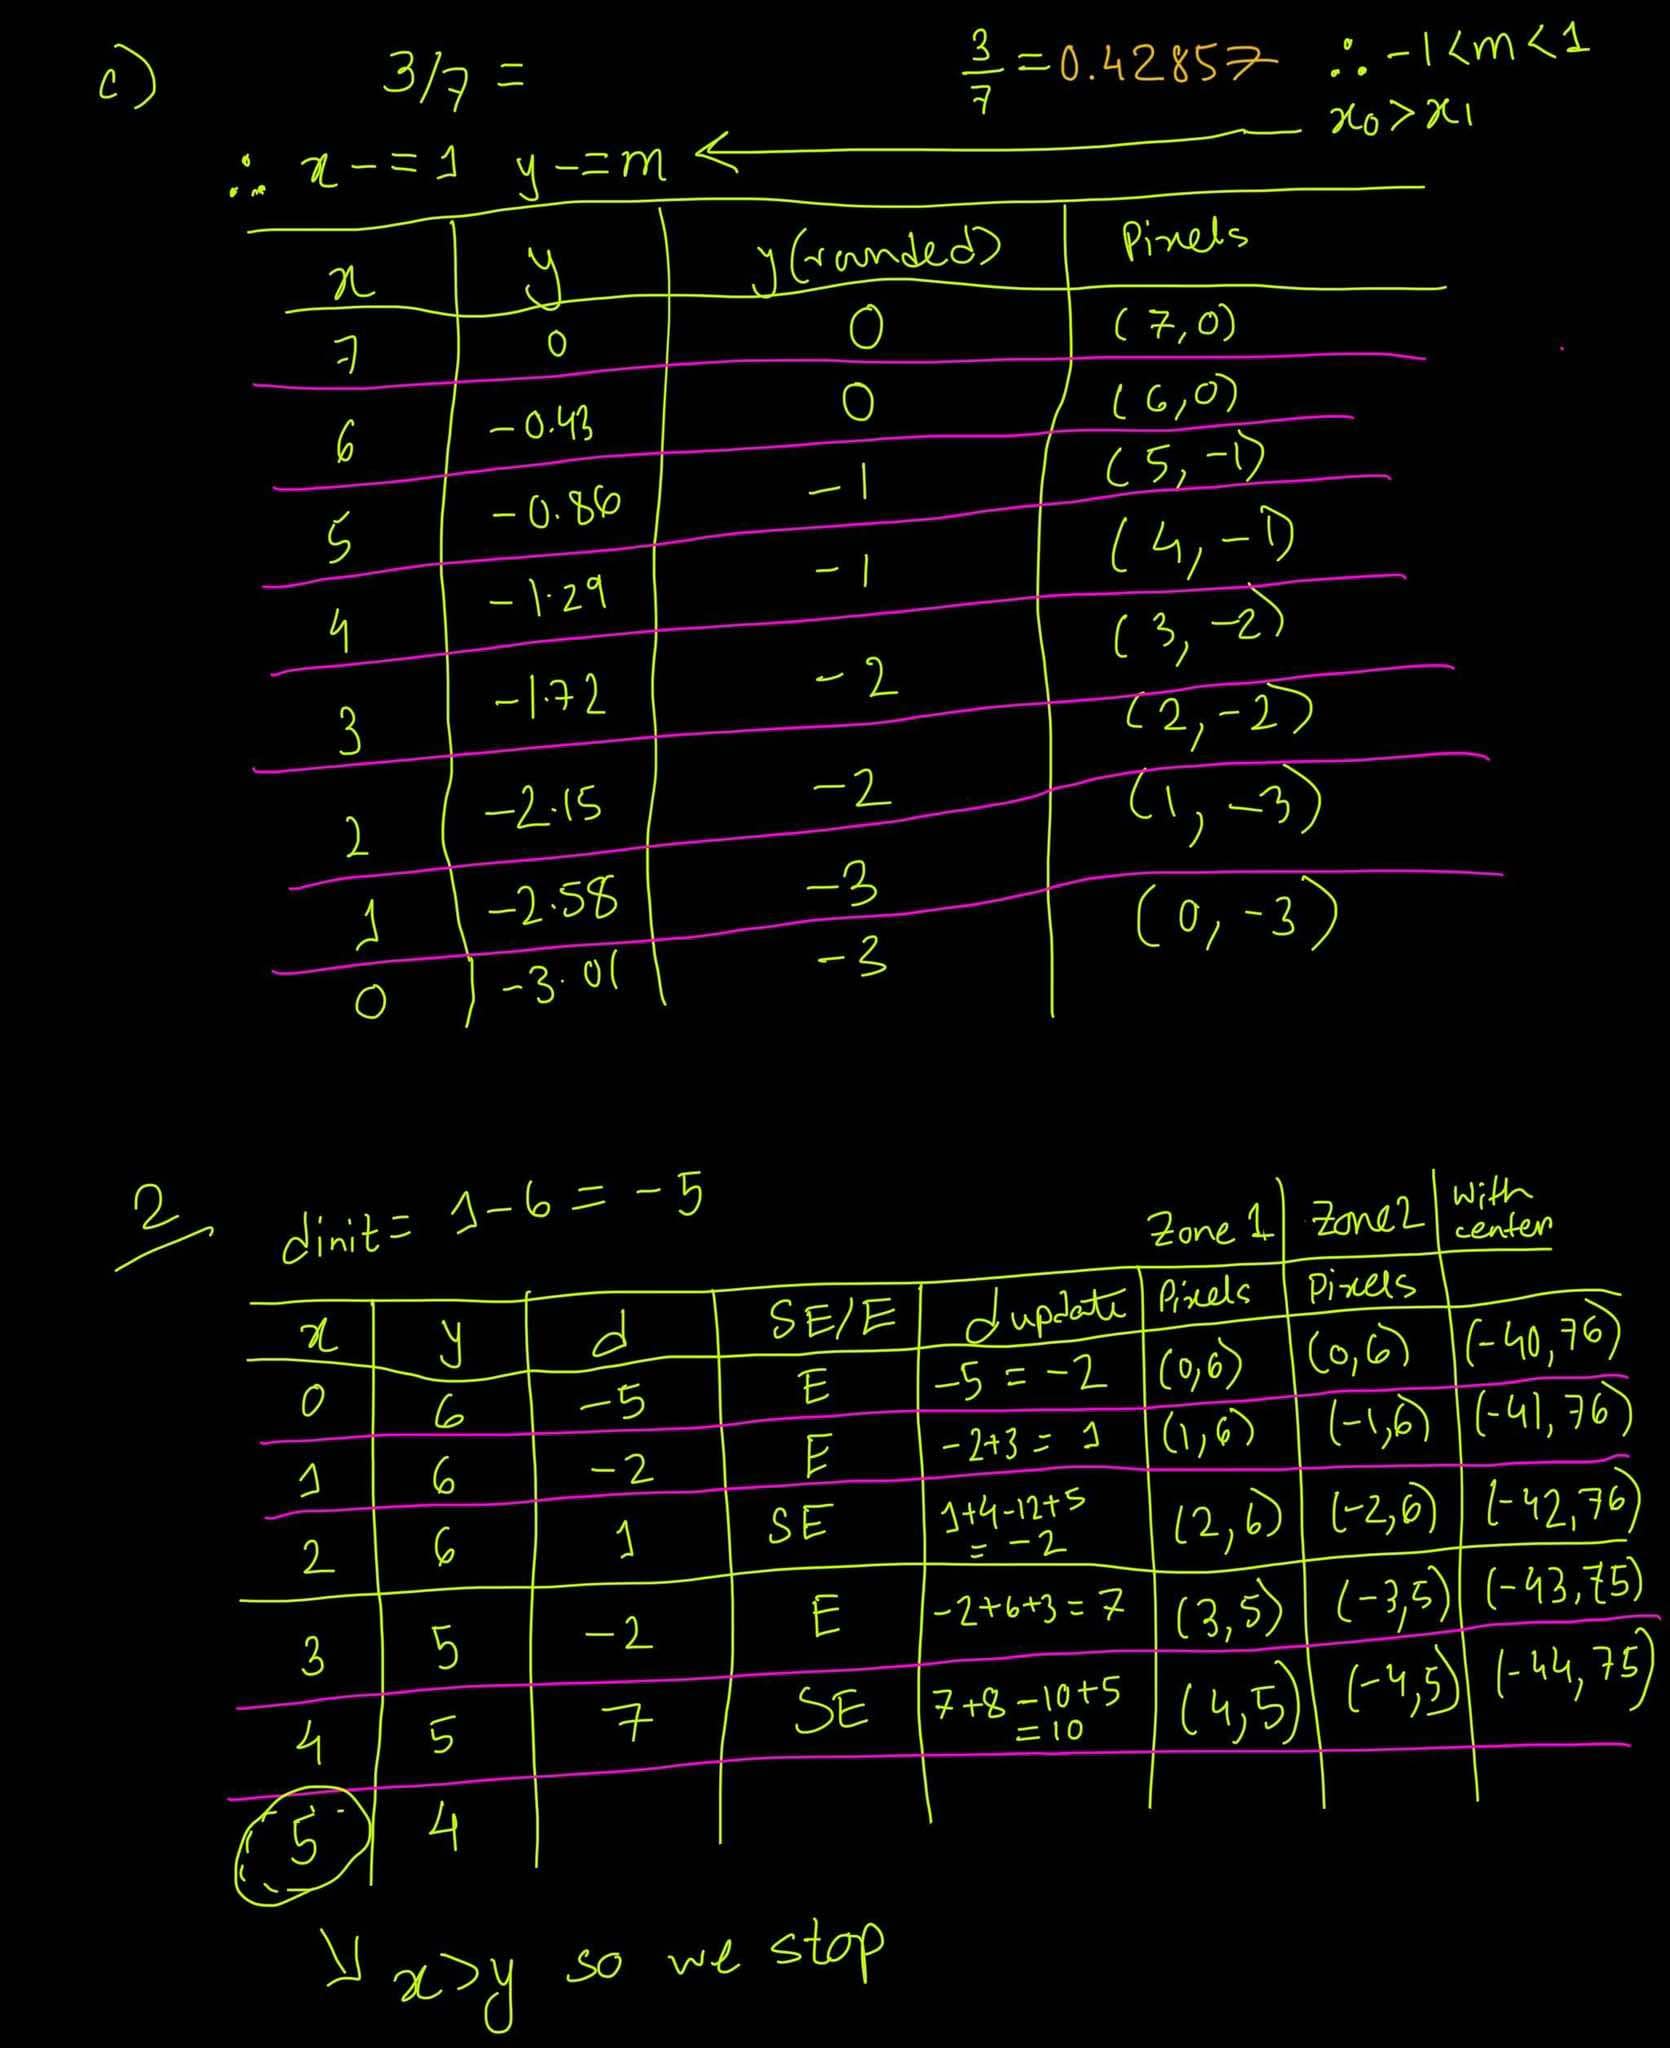 c) 3/7 = 3/7 = 0.42857 ∴ -1<m<1
x0 > x1
∴ x-=1 y-=m
x y y(rounded) Pixels
7 0 0 (7,0)
6 -0.43 0 (6,0)
5 -0.86 -1 (5,-1)
4 -1.29 -1 (4,-1)
3 -1.72 -2 (3,-2)
2 -2.15 -2 (2,-2)
1 -2.58 -3 (1,-3)
0 -3.01 -3 (0,-3)
2 dinit = 1-6 = -5
Zone 1 Zone2 with center
x y d SE/E d update Pixels Pixels
0 6 -5 E -5 = -2 (0,6) (0,6) (-40,76)
1 6 -2 E -2+3 = 1 (1,6) (-1,6) (-41,76)
2 6 1 SE 1+4-12+5 = -2 (2,6) (-2,6) (-42,76)
3 5 -2 E -2+6+3 = 7 (3,5) (-3,5) (-43,75)
4 5 7 SE 7+8-10+5 = 10 (4,5) (-4,5) (-44,75)
5 4
x>y so we stop